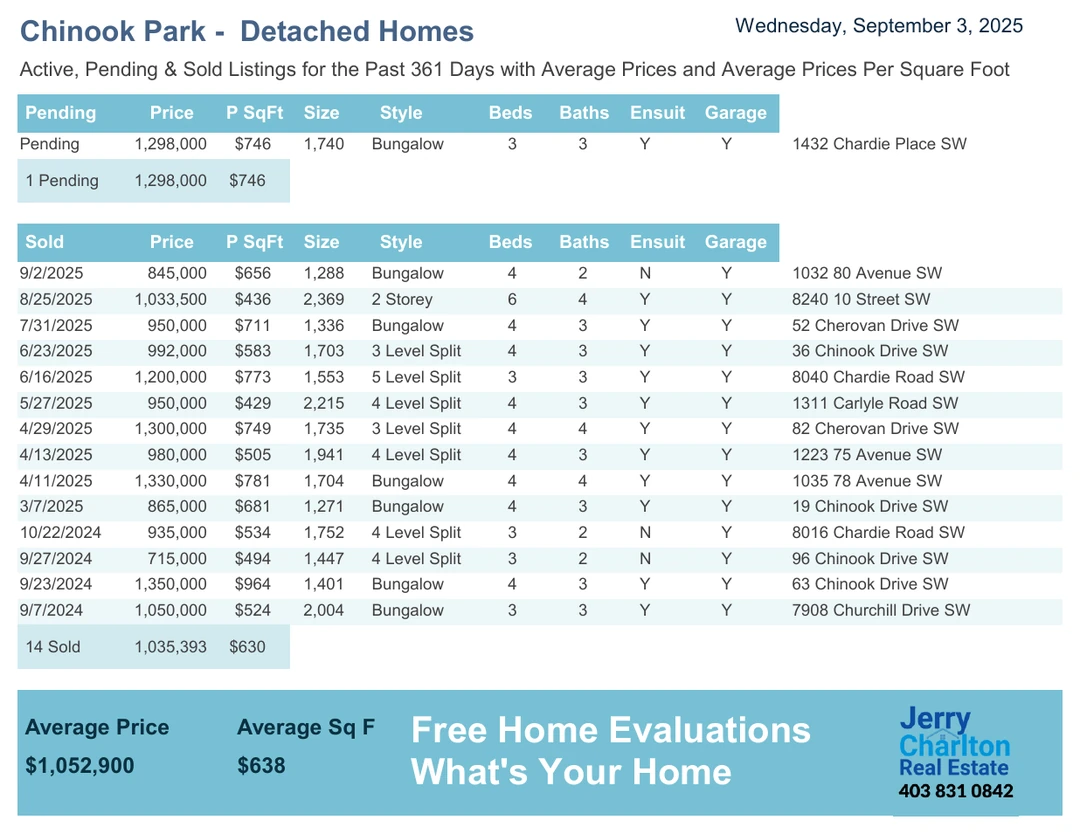 Chinook Park - Detached Homes
Wednesday, September 3, 2025
Active, Pending & Sold Listings for the Past 361 Days with Average Prices and Average Prices Per Square Foot
Pending Price P SqFt Size Style Beds Baths Ensuit Garage
Pending 1,298,000 $746 1,740 Bungalow 3 3 Y Y 1432 Chardie Place SW
1 Pending 1,298,000 $746
Sold Price P SqFt Size Style Beds Baths Ensuit Garage
9/2/2025 845,000 $656 1,288 Bungalow 4 2 N Y 1032 80 Avenue SW
8/25/2025 1,033,500 $436 2,369 2 Storey 6 4 Y Y 8240 10 Street SW
7/31/2025 950,000 $711 1,336 Bungalow 4 3 Y Y 52 Cherovan Drive SW
6/23/2025 992,000 $583 1,703 3 Level Split 4 3 Y Y 36 Chinook Drive SW
6/16/2025 1,200,000 $773 1,553 5 Level Split 3 3 Y Y 8040 Chardie Road SW
5/27/2025 950,000 $429 2,215 4 Level Split 4 3 Y Y 1311 Carlyle Road SW
4/29/2025 1,300,000 $749 1,735 3 Level Split 4 4 Y Y 82 Cherovan Drive SW
4/13/2025 980,000 $505 1,941 4 Level Split 4 3 Y Y 1223 75 Avenue SW
4/11/2025 1,330,000 $781 1,704 Bungalow 4 4 Y Y 1035 78 Avenue SW
3/7/2025 865,000 $681 1,271 Bungalow 4 3 Y Y 19 Chinook Drive SW
10/22/2024 935,000 $534 1,752 4 Level Split 3 2 N Y 8016 Chardie Road SW
9/27/2024 715,000 $494 1,447 4 Level Split 3 2 N Y 96 Chinook Drive SW
9/23/2024 1,350,000 $964 1,401 Bungalow 4 3 Y Y 63 Chinook Drive SW
9/7/2024 1,050,000 $524 2,004 Bungalow 3 3 Y Y 7908 Churchill Drive SW
14 Sold 1,035,393 $630
Average Price Average Sq F
$1,052,900 $638
Free Home Evaluations
What's Your Home
Jerry
Charlton
Real Estate
403 831 0842